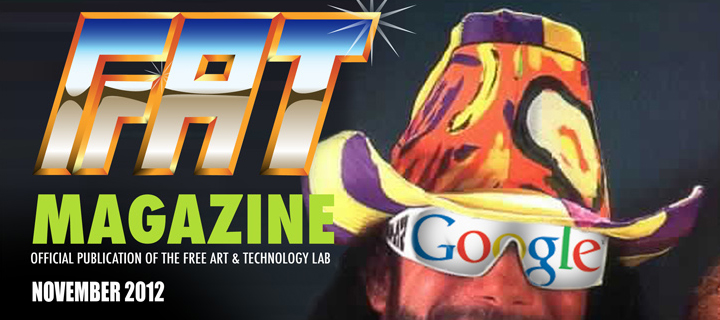 FAT
MAGAZINE
OFFICIAL PUBLICATION OF THE FREE ART & TECHNOLOGY LAB
NOVEMBER 2012
Google